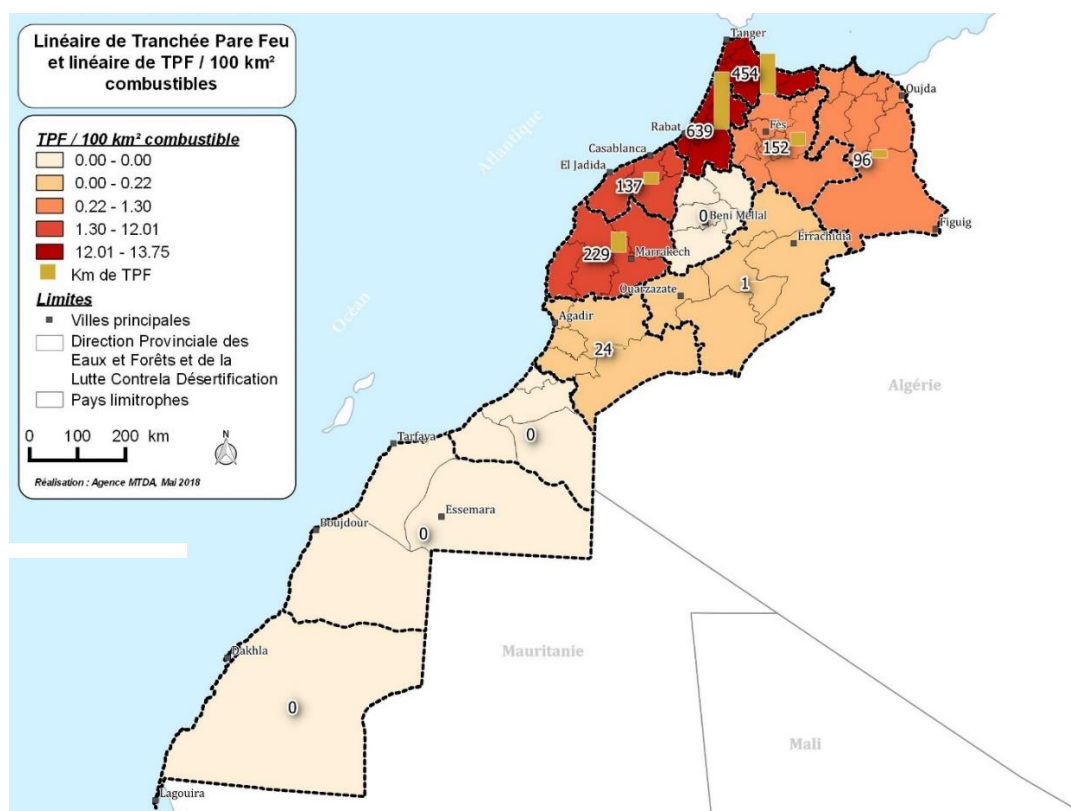 Linéaire de Tranchée Pare Feu
et linéaire de TPF / 100 km²
combustibles
TPF / 100 km² combustible
0.00 - 0.00
0.00 - 0.22
0.22 - 1.30
1.30 - 12.01
12.01 - 13.75
Km de TPF
Limites
Villes principales
Direction Provinciale des
Eaux et Forêts et de la
Lutte Contrela Désertification
Pays limitrophes
0 100 200 km
N
Réalisation : Agence MTDA, Mai 2018
Tanger
454
Oujda
Atlantique
Rabat
639
Fès
152
96
Casablanca
El Jadida
137
0
Beni Mellal
Figuig
Errachidia
229
Marrakech
Ouarzazate
1
Océan
Agadir
24
Algérie
Tarfaya
0
Essemara
Boujdour
0
Dakhla
Mauritanie
0
Mali
Lagouira